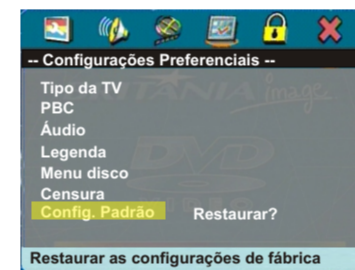 -- Configurações Preferenciais --
Tipo da TV
PBC
Áudio
Legenda
Menu disco
Censura
Config. Padrão Restaurar?
Restaurar as configurações de fábrica